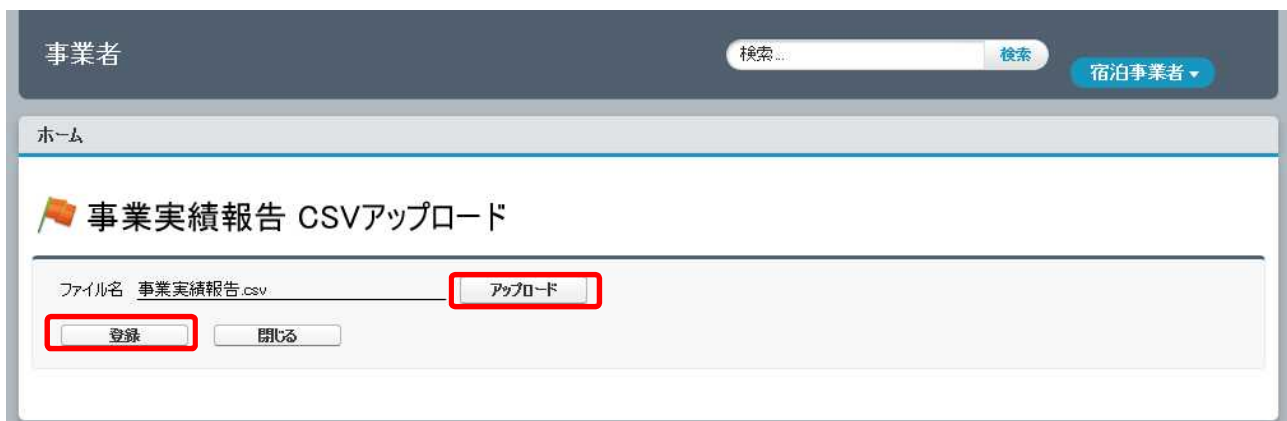 事業者
検索...
検索
宿泊事業者▼
ホーム
事業実績報告 CSVアップロード
ファイル名 事業実績報告.csv アップロード
登録 閉じる